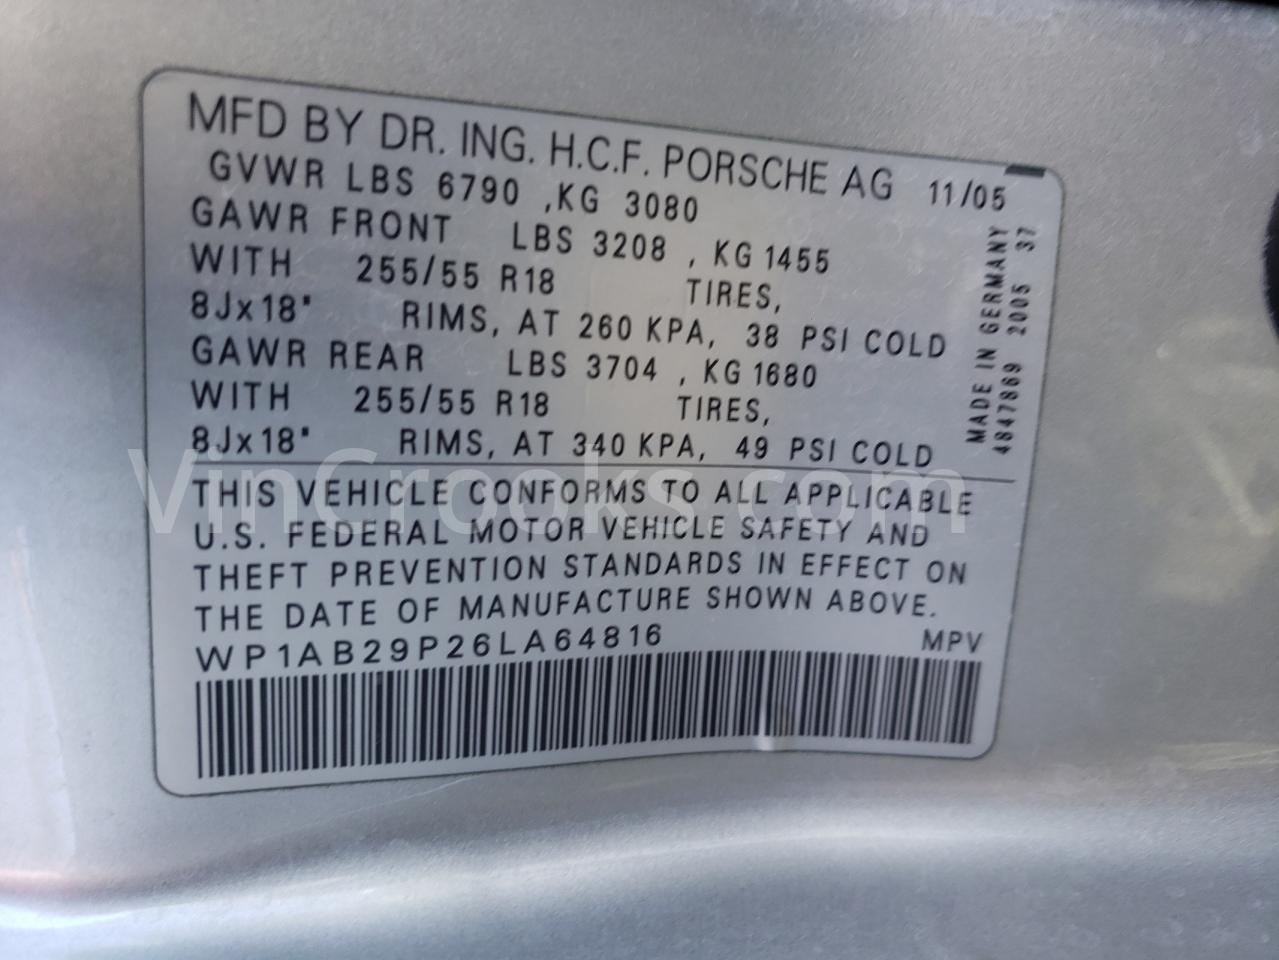 MFD BY DR. ING. H.C.F. PORSCHE AG 11/05
GVWR LBS 6790 ,KG 3080
GAWR FRONT LBS 3208 , KG 1455
WITH 255/55 R18 TIRES,
8Jx18" RIMS, AT 260 KPA, 38 PSI COLD
GAWR REAR LBS 3704 , KG 1680
WITH 255/55 R18 TIRES,
8Jx18" RIMS, AT 340 KPA, 49 PSI COLD
MADE IN GERMANY
4847869 2005 37
THIS VEHICLE CONFORMS TO ALL APPLICABLE
U.S. FEDERAL MOTOR VEHICLE SAFETY AND
THEFT PREVENTION STANDARDS IN EFFECT ON
THE DATE OF MANUFACTURE SHOWN ABOVE.
WP1AB29P26LA64816 MPV
VinCrooks.com